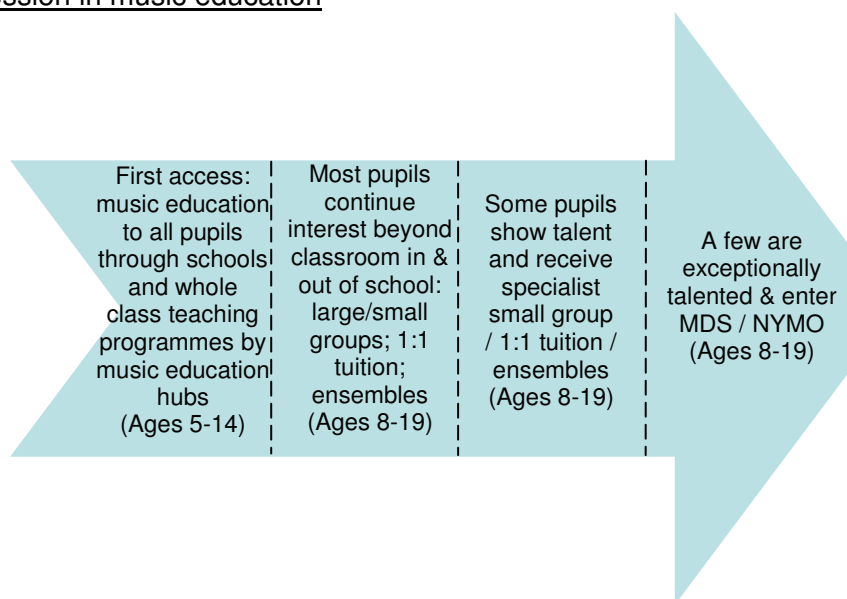 ession in music education
First access:
music education
to all pupils
through schools
and whole
class teaching
programmes by
music education
hubs
(Ages 5-14)
Most pupils
continue
interest beyond
classroom in &
out of school:
large/small
groups; 1:1
tuition;
ensembles
(Ages 8-19)
Some pupils
show talent
and receive
specialist
small group
/ 1:1 tuition /
ensembles
(Ages 8-19)
A few are
exceptionally
talented & enter
MDS / NYMO
(Ages 8-19)